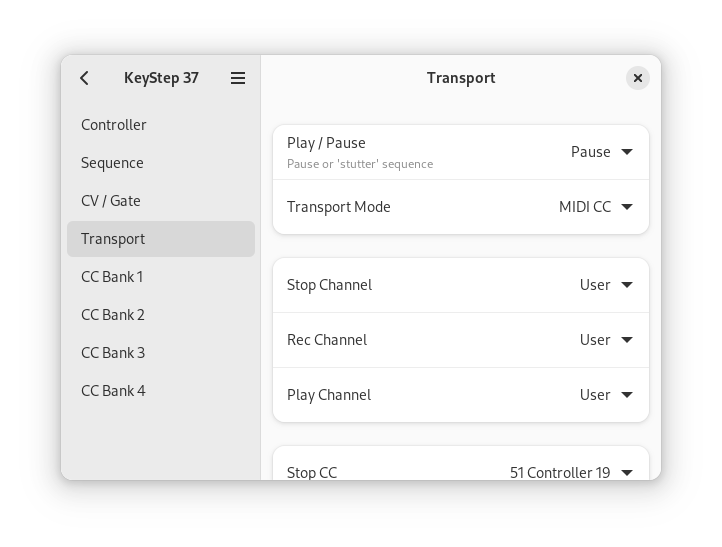 KeyStep 37
Transport
Controller
Sequence
CV / Gate
Transport
CC Bank 1
CC Bank 2
CC Bank 3
CC Bank 4
Play / Pause
Pause or 'stutter' sequence
Pause
Transport Mode
MIDI CC
Stop Channel
User
Rec Channel
User
Play Channel
User
Stop CC
51 Controller 19